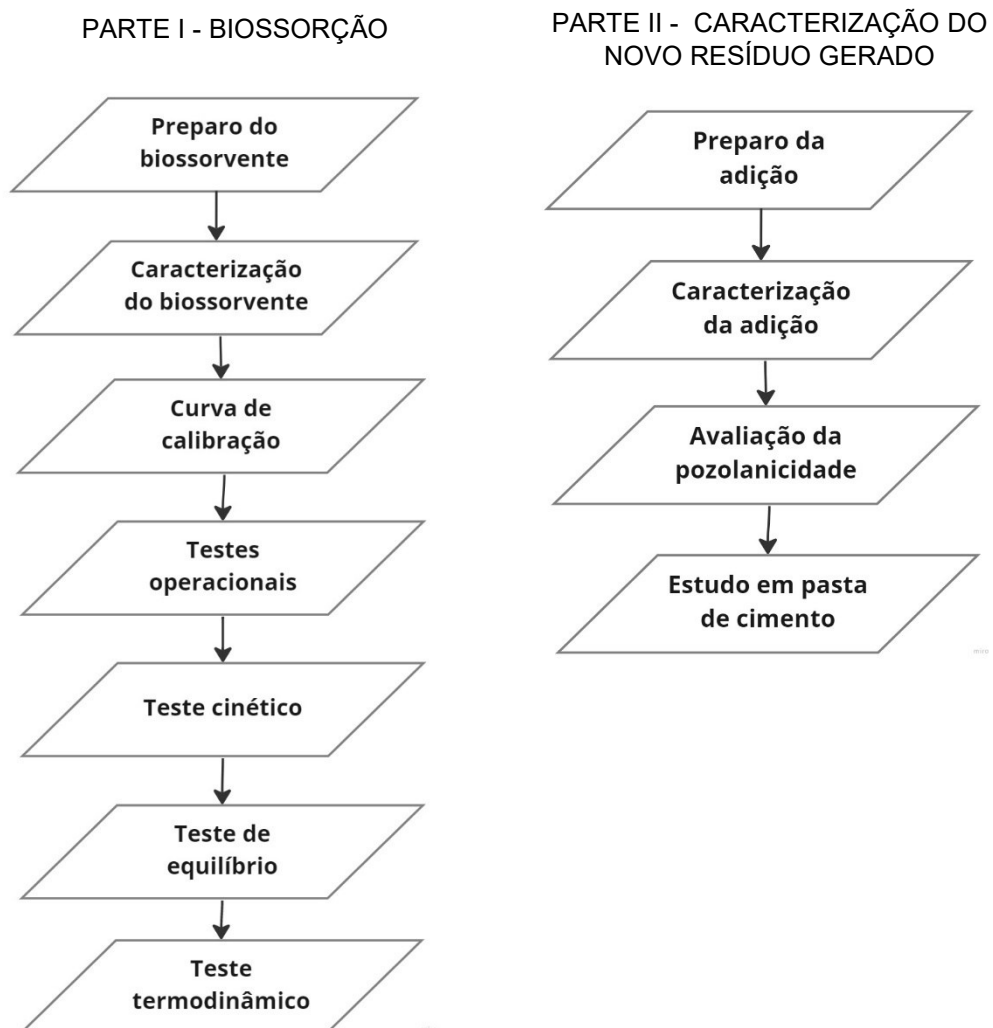 PARTE I - BIOSSORÇÃO
Preparo do
biossorvente
Caracterização
do biossorvente
Curva de
calibração
Testes
operacionais
Teste cinético
Teste de
equilíbrio
Teste
termodinâmico
PARTE II - CARACTERIZAÇÃO DO
NOVO RESÍDUO GERADO
Preparo da
adição
Caracterização
da adição
Avaliação da
pozolanicidade
Estudo em pasta
de cimento
miro